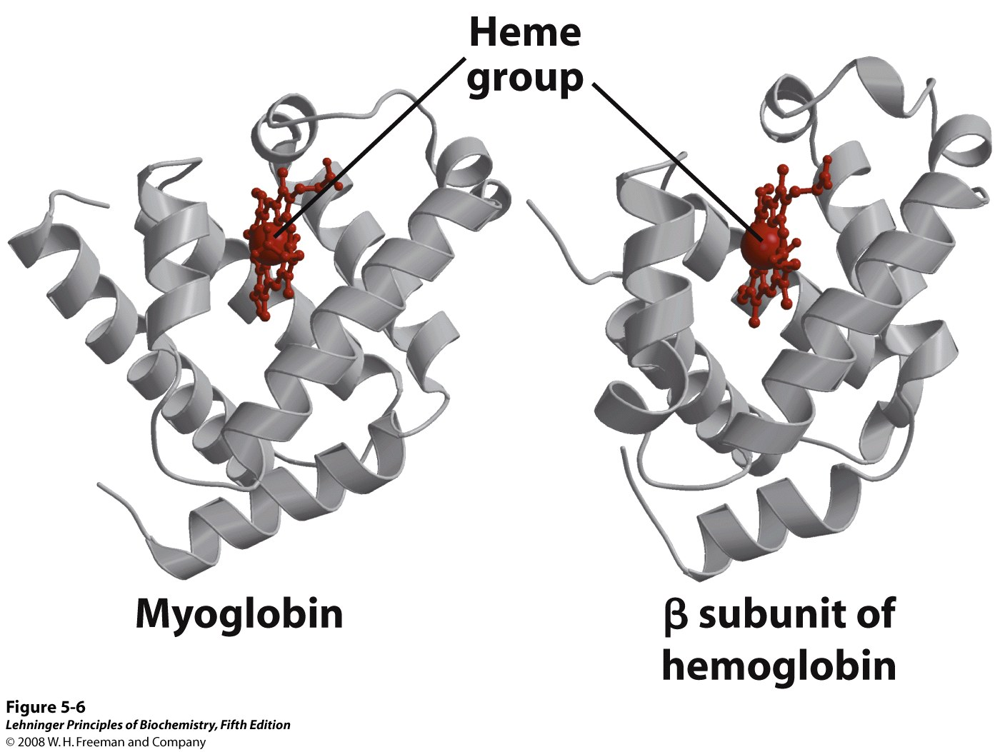 Heme
group
Myoglobin
β subunit of
hemoglobin
Figure 5-6
Lehninger Principles of Biochemistry, Fifth Edition
© 2008 W. H. Freeman and Company